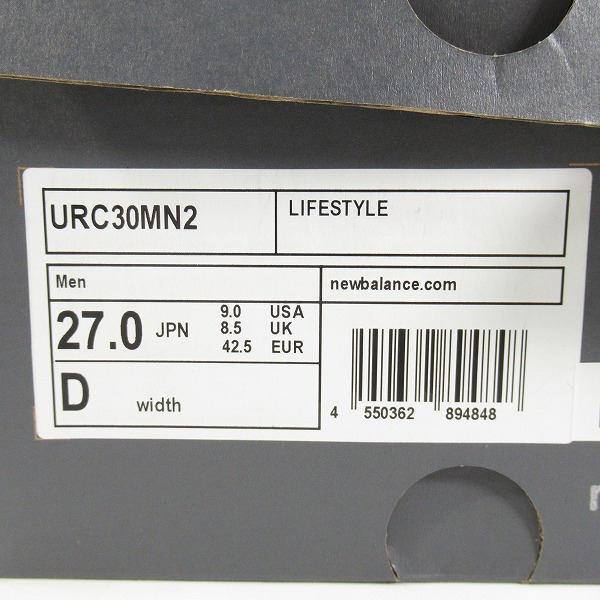 URC30MN2
LIFESTYLE
Men
newbalance.com
27.0 JPN
9.0 USA
8.5 UK
42.5 EUR
D width
4 550362 894848